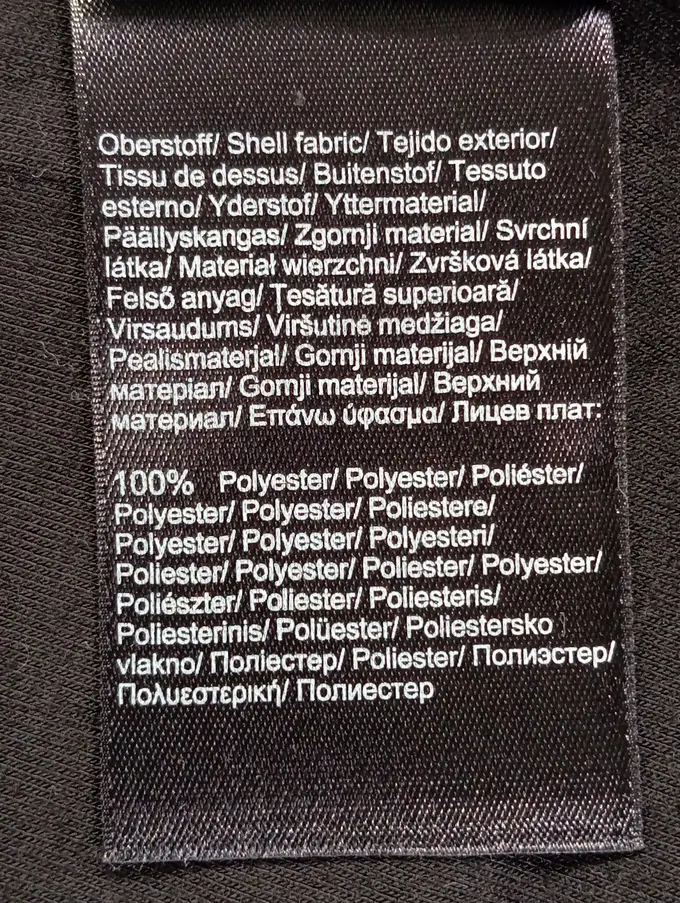 Oberstoff/ Shell fabric/ Tejido exterior/
Tissu de dessus/ Buitenstof/ Tessuto
esterno/ Yderstof/ Yttermaterial/
Päällyskangas/ Zgornji material/ Svrchní
látka/ Materiał wierzchni/ Zvršková látka/
Felső anyag/ Țesătură superioară/
Virsaudums/ Viršutinė medžiaga/
Pealismaterjal/ Gornji materijal/ Верхній
матеріал/ Gornji materijal/ Верхний
материал/ Επάνω ύφασμα/ Лицев плат:
100% Polyester/ Polyester/ Poliéster/
Polyester/ Polyester/ Poliestere/
Polyester/ Polyester/ Polyesteri/
Poliester/ Polyester/ Poliester/ Polyester/
Poliészter/ Poliester/ Poliesteris/
Poliesterinis/ Polüester/ Poliestersko
vlakno/ Поліестер/ Poliester/ Полиэстер/
Πολυεστερική/ Полиестер